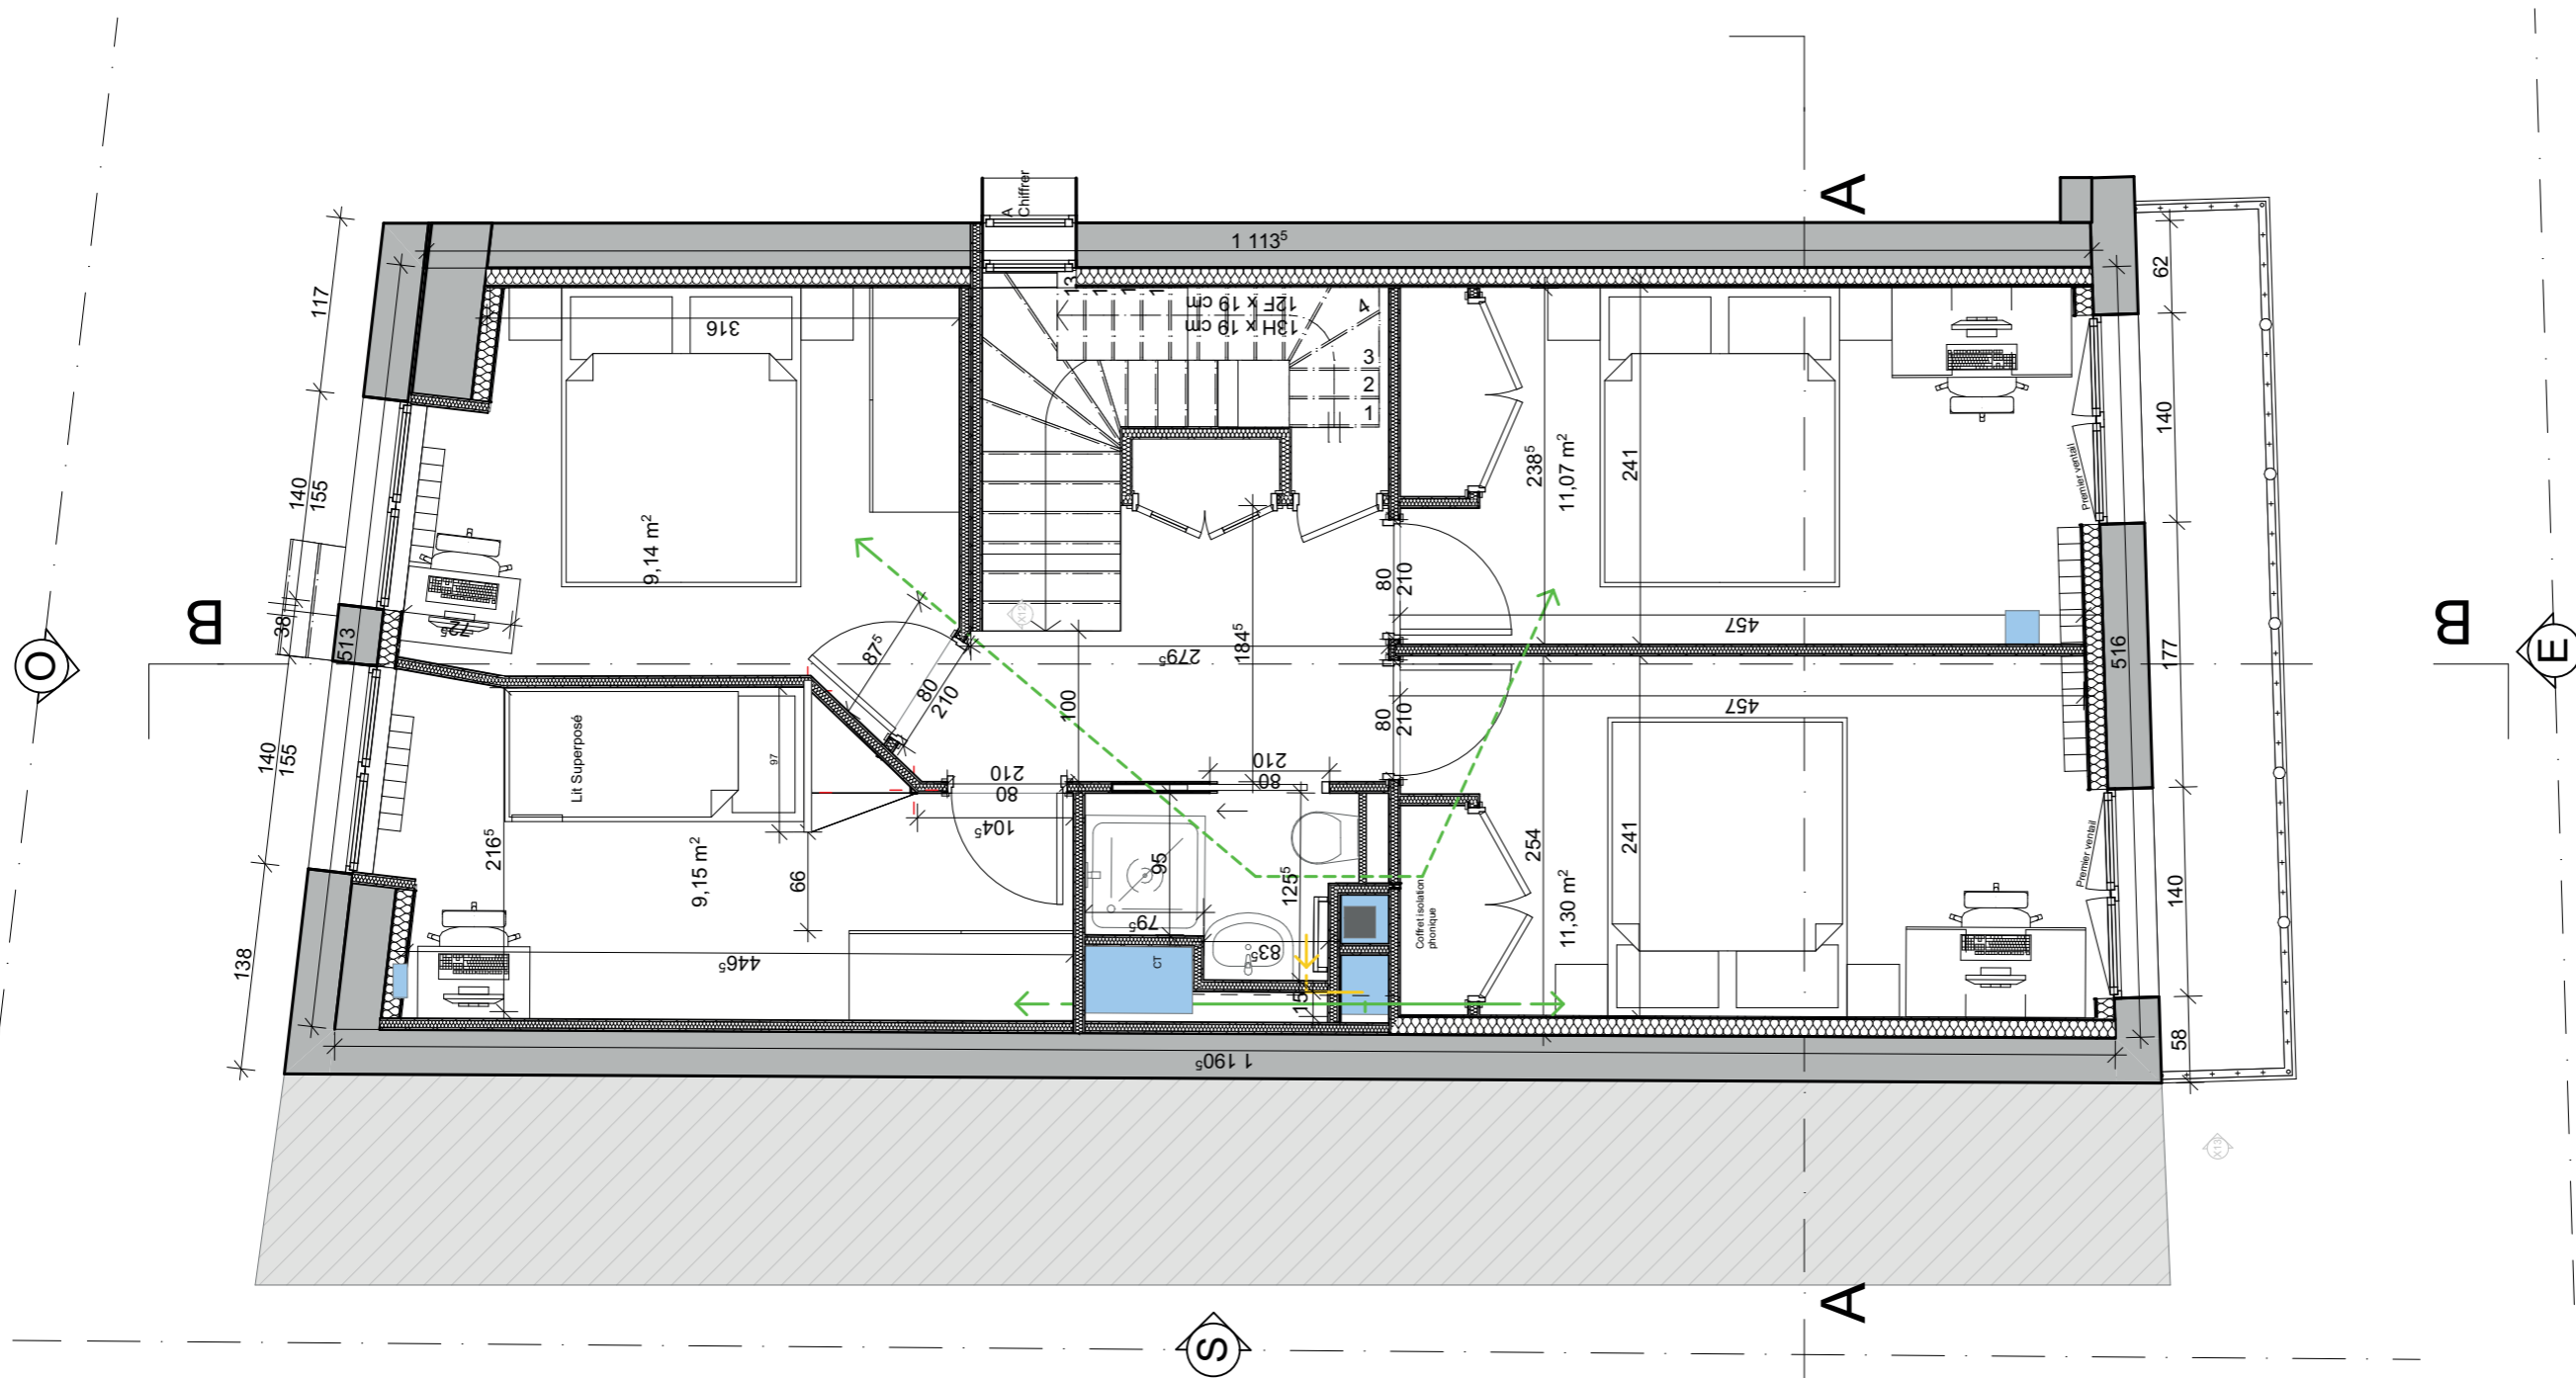 A
Chiffrer
A
1 113⁵
117
62
316
13
12F x 19 cm
13H x 19 cm
4
3
2
1
140
155
9,14 m²
238⁵
11,07 m²
241
140
Premier ventail
80
210
B
38
513
72⁵
87⁵
80
210
X12
279⁵
184⁵
457
B
O
E
516
177
100
80
210
457
140
155
Lit Superposé
97
210
80
210
80
104⁵
216⁵
9,15 m²
66
95
125⁵
79⁵
83⁵
CT
15
Coffret isolation
phonique
254
11,30 m²
241
Premier ventail
140
138
446⁵
58
1 190⁵
X13
A
S